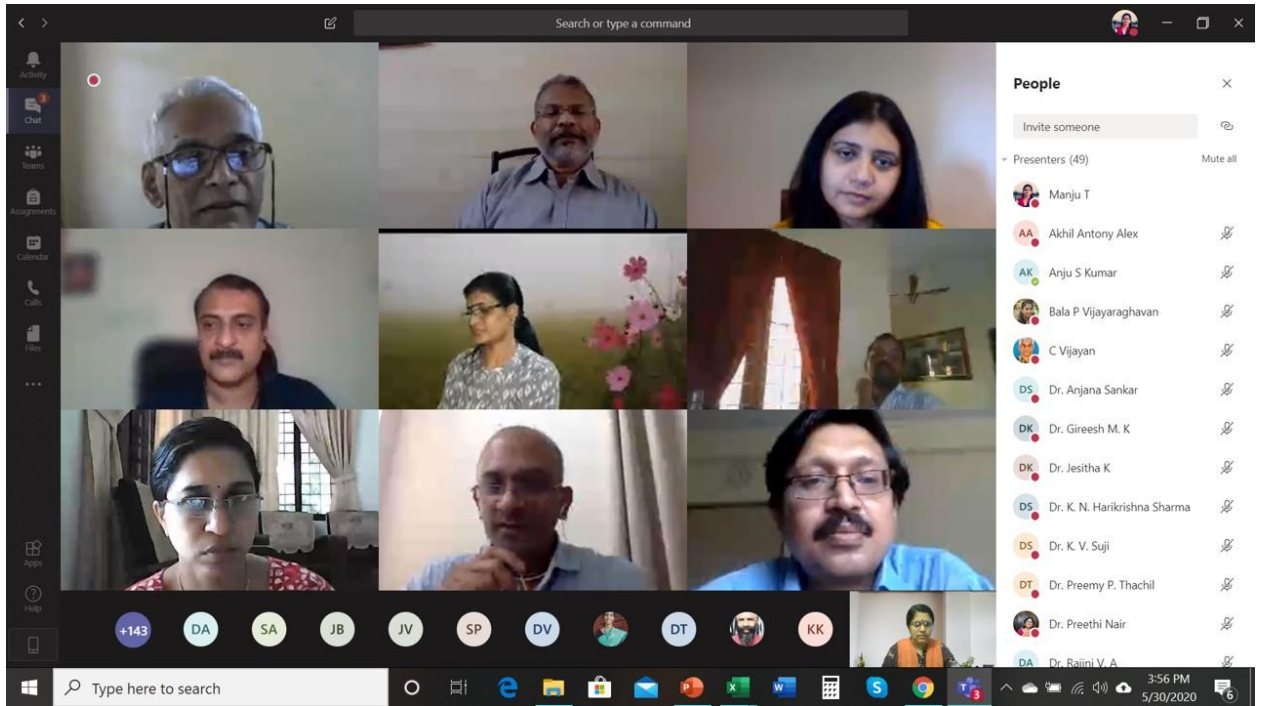 Search or type a command
Activity
3
Chat
Teams
Assignments
Calendar
Calls
Files
Apps
Help
+143
DA
SA
JB
JV
SP
DV
DT
KK
People
Invite someone
Presenters (49) Mute all
Manju T
AA Akhil Antony Alex
AK Anju S Kumar
Bala P Vijayaraghavan
C Vijayan
DS Dr. Anjana Sankar
DK Dr. Gireesh M. K
DK Dr. Jesitha K
DS Dr. K. N. Harikrishna Sharma
DS Dr. K. V. Suji
DT Dr. Preemy P. Thachil
Dr. Preethi Nair
DA Dr. Rajini V. A
Type here to search
3
3:56 PM
5/30/2020
6